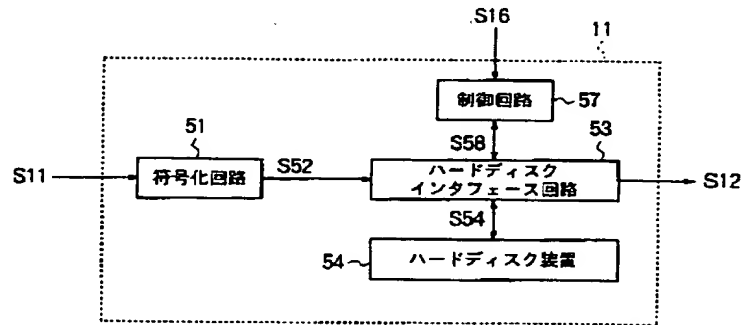 S16
11
制御回路
57
51
S58
53
S11
符号化回路
S52
ハードディスク
インタフェース回路
S12
S54
54
ハードディスク装置